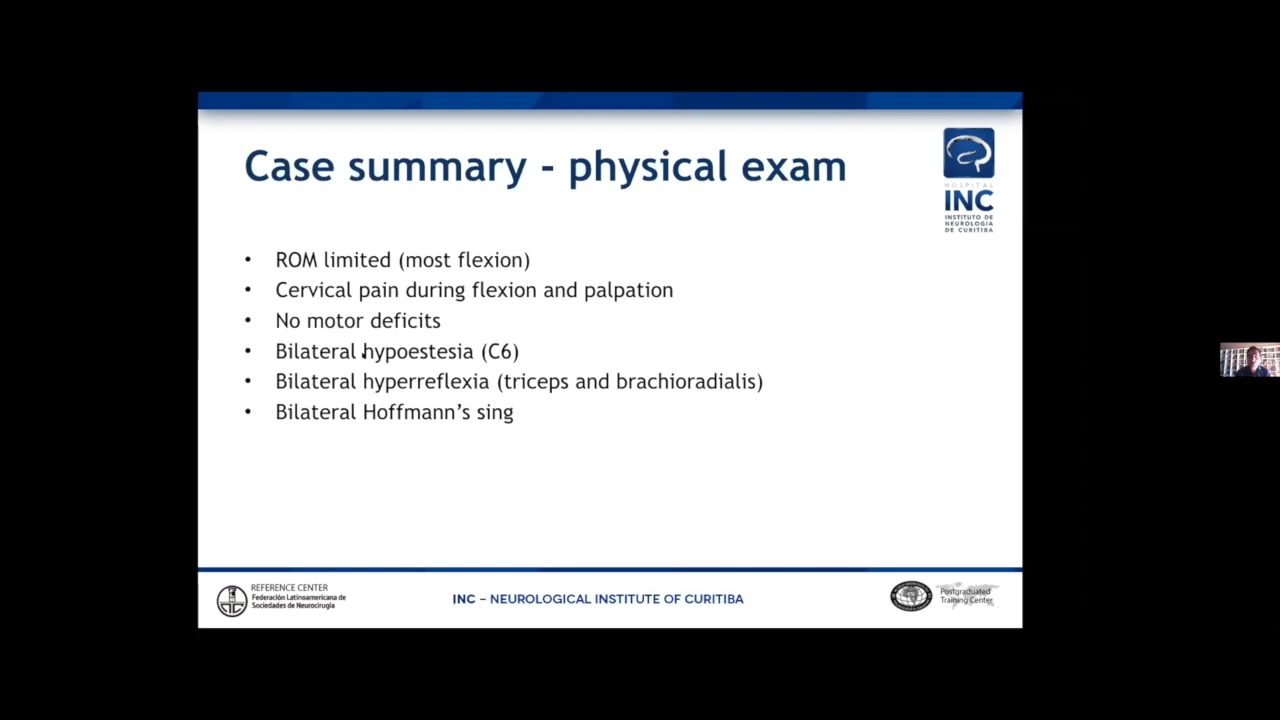 Case summary - physical exam
HOSPITAL
INC
INSTITUTO DE
NEUROLOGIA
DE CURITIBA
• ROM limited (most flexion)
• Cervical pain during flexion and palpation
• No motor deficits
• Bilateral hypoestesia (C6)
• Bilateral hyperreflexia (triceps and brachioradialis)
• Bilateral Hoffmann's sing
REFERENCE CENTER
Federación Latinoamericana de
Sociedades de Neurocirugía
INC – NEUROLOGICAL INSTITUTE OF CURITIBA
Postgraduated
Training Center